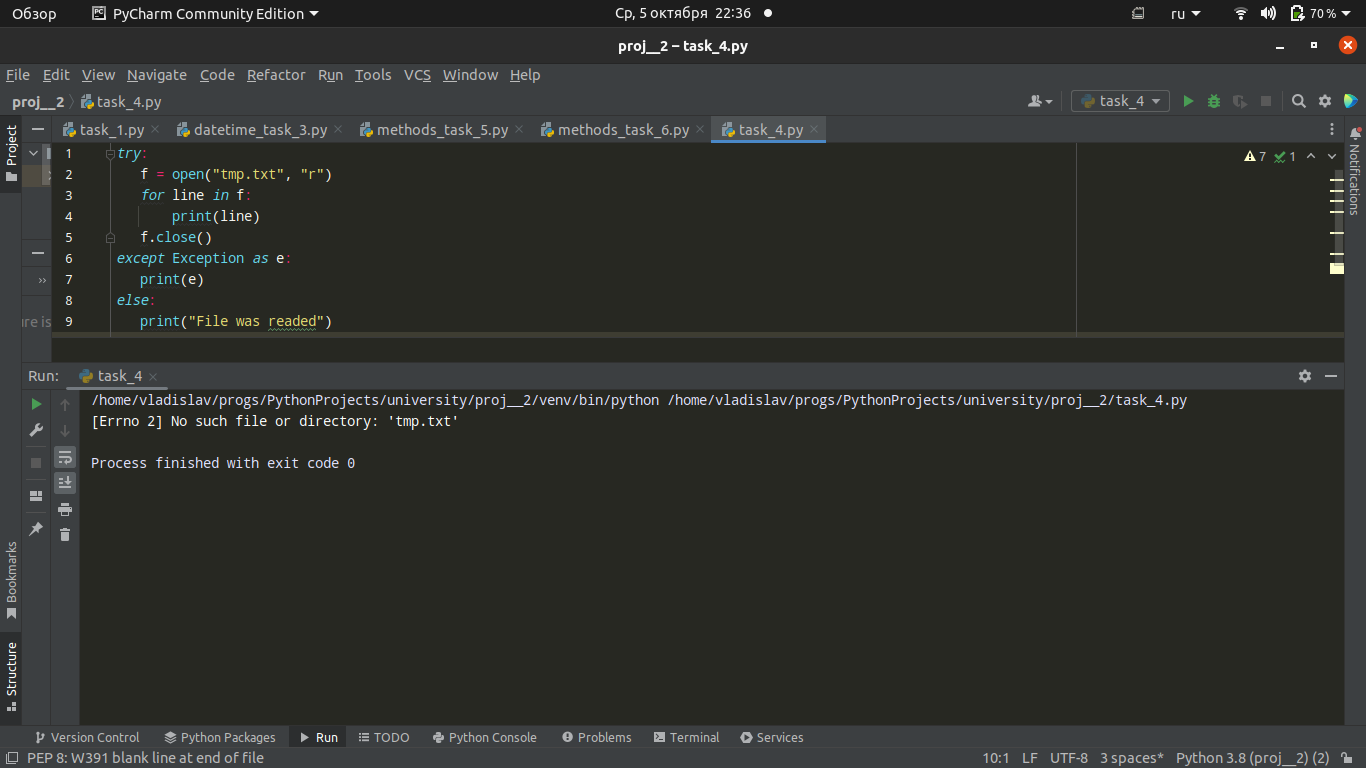 Обзор PyCharm Community Edition Ср, 5 октября 22:36 ru 70 %
proj__2 – task_4.py
File Edit View Navigate Code Refactor Run Tools VCS Window Help
proj__2 task_4.py task_4
Project
task_1.py datetime_task_3.py methods_task_5.py methods_task_6.py task_4.py
Notifications
7 1
1 try:
2 f = open("tmp.txt", "r")
3 for line in f:
4 print(line)
5 f.close()
6 except Exception as e:
7 print(e)
8 else:
9 print("File was readed")
ure is
Run: task_4
/home/vladislav/progs/PythonProjects/university/proj__2/venv/bin/python /home/vladislav/progs/PythonProjects/university/proj__2/task_4.py
[Errno 2] No such file or directory: 'tmp.txt'
Process finished with exit code 0
Bookmarks
Structure
Version Control Python Packages Run TODO Python Console Problems Terminal Services
PEP 8: W391 blank line at end of file 10:1 LF UTF-8 3 spaces* Python 3.8 (proj__2) (2)